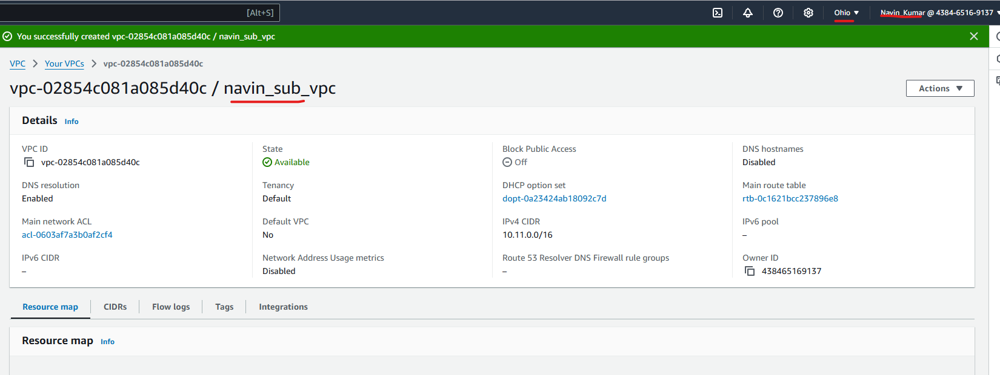 [Alt+S] Ohio Navin_Kumar @ 4384-6516-9137
You successfully created vpc-02854c081a085d40c / navin_sub_vpc
VPC Your VPCs vpc-02854c081a085d40c
vpc-02854c081a085d40c / navin_sub_vpc
Actions
Details Info
VPC ID State Block Public Access DNS hostnames
vpc-02854c081a085d40c Available Off Disabled
DNS resolution Tenancy DHCP option set Main route table
Enabled Default dopt-0a23424ab18092c7d rtb-0c1621bcc237896e8
Main network ACL Default VPC IPv4 CIDR IPv6 pool
acl-0603af7a3b0af2cf4 No 10.11.0.0/16 –
IPv6 CIDR Network Address Usage metrics Route 53 Resolver DNS Firewall rule groups Owner ID
– Disabled – 438465169137
Resource map CIDRs Flow logs Tags Integrations
Resource map Info